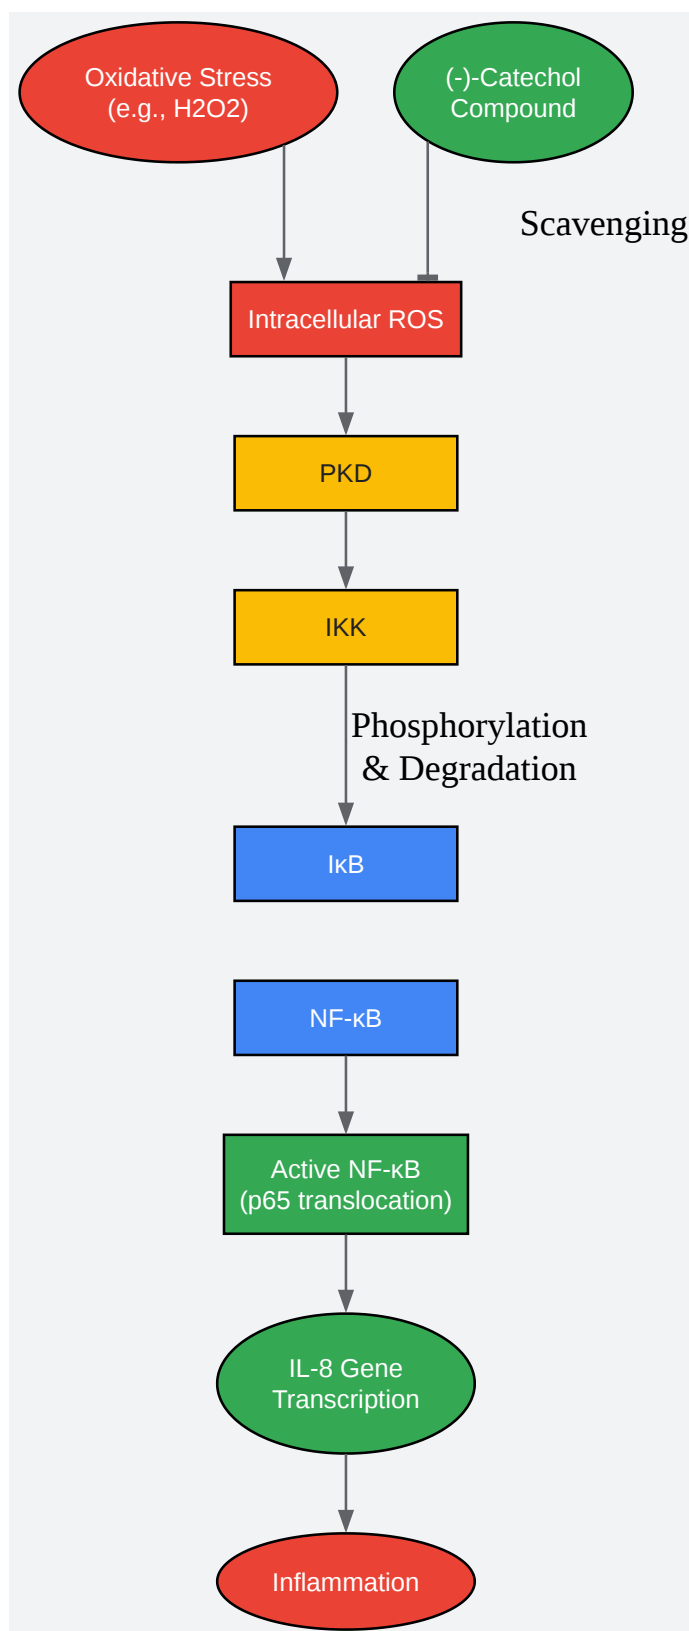 Oxidative Stress
(e.g., H2O2)
(-)-Catechol
Compound
Scavenging
Intracellular ROS
PKD
IKK
Phosphorylation
& Degradation
IκB
NF-κB
Active NF-κB
(p65 translocation)
IL-8 Gene
Transcription
Inflammation